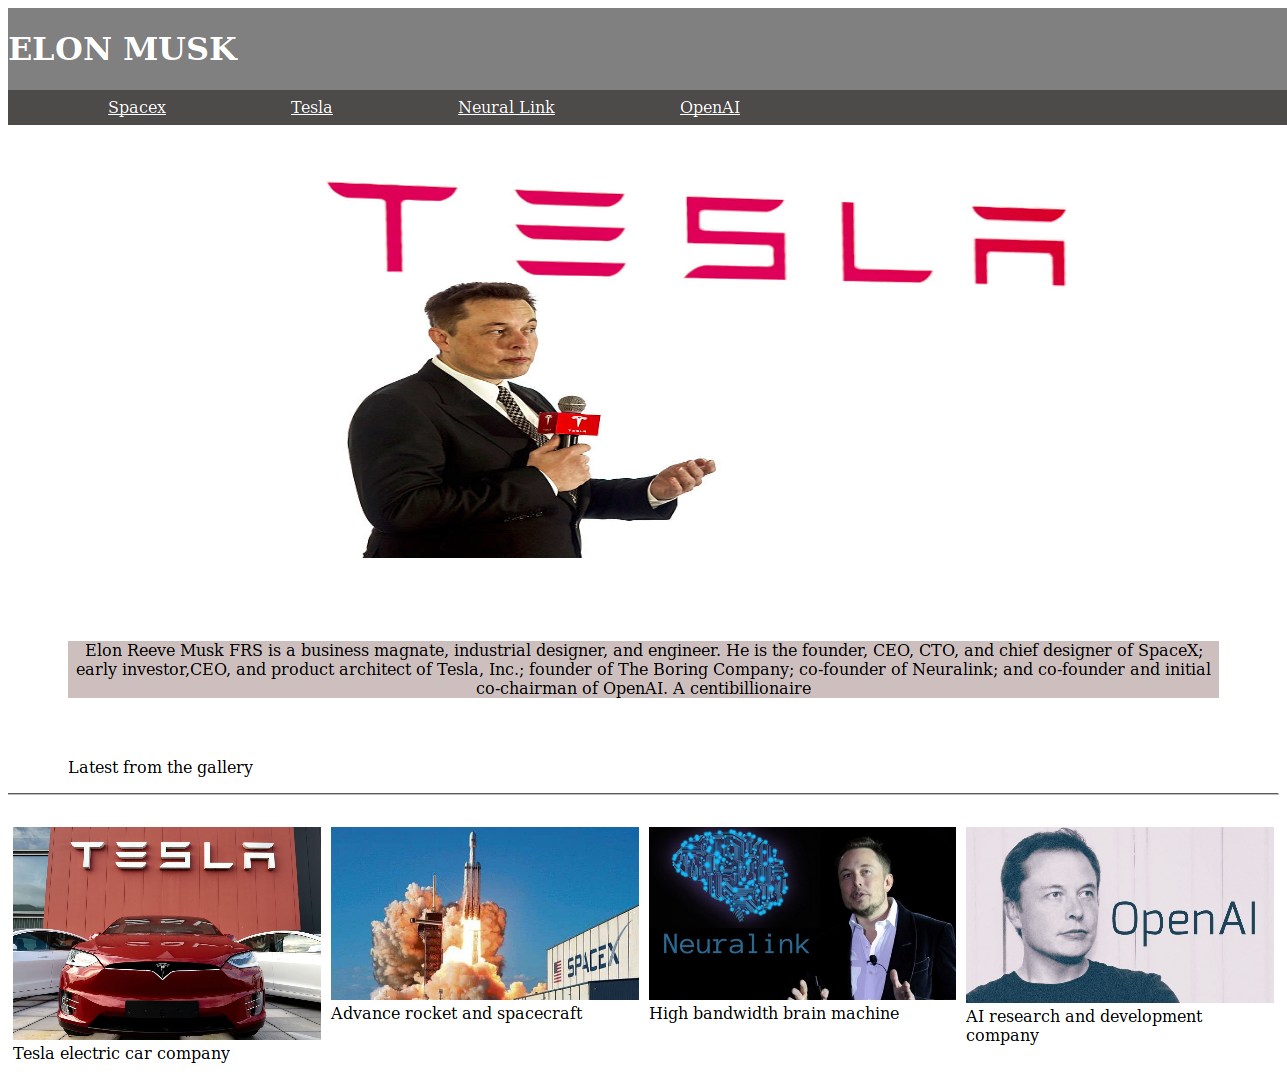 ELON MUSK
Spacex Tesla Neural Link OpenAI
TESLA
TESLA
Elon Reeve Musk FRS is a business magnate, industrial designer, and engineer. He is the founder, CEO, CTO, and chief designer of SpaceX;
early investor,CEO, and product architect of Tesla, Inc.; founder of The Boring Company; co-founder of Neuralink; and co-founder and initial
co-chairman of OpenAI. A centibillionaire
Latest from the gallery
TESLA
SPACEX
Neuralink
OpenAI
Tesla electric car company
Advance rocket and spacecraft
High bandwidth brain machine
AI research and development
company